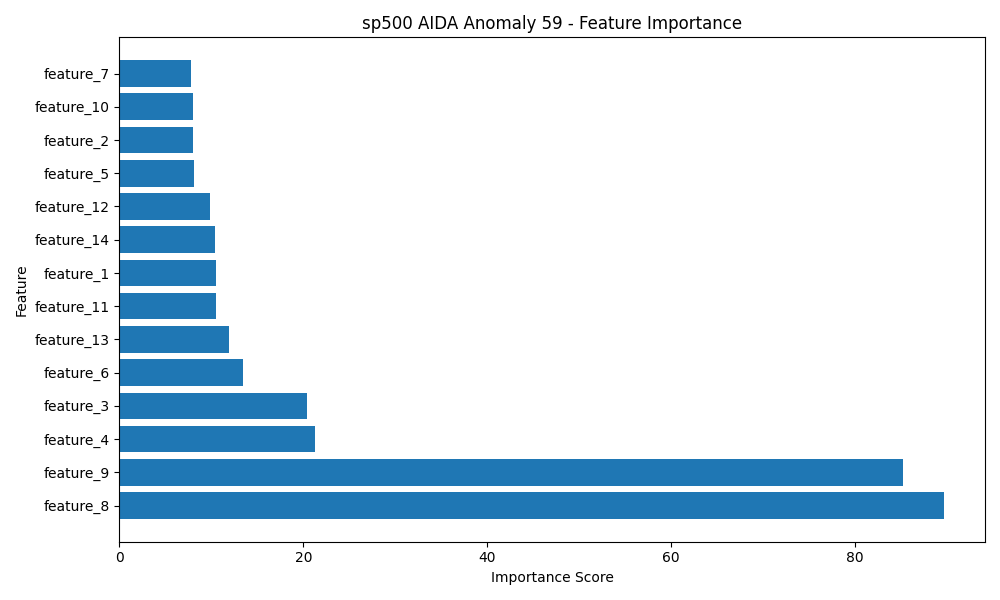 sp500 AIDA Anomaly 59 - Feature Importance
feature_7
feature_10
feature_2
feature_5
feature_12
feature_14
feature_1
feature_11
feature_13
feature_6
feature_3
feature_4
feature_9
feature_8
Feature
0 20 40 60 80
Importance Score